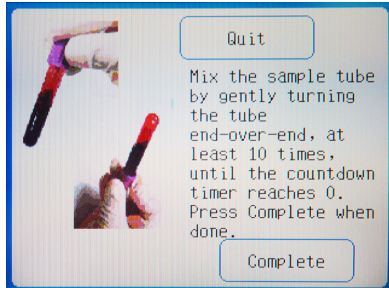 Quit
Mix the sample tube
by gently turning
the tube
end-over-end, at
least 10 times,
until the countdown
timer reaches 0.
Press Complete when
done.
Complete